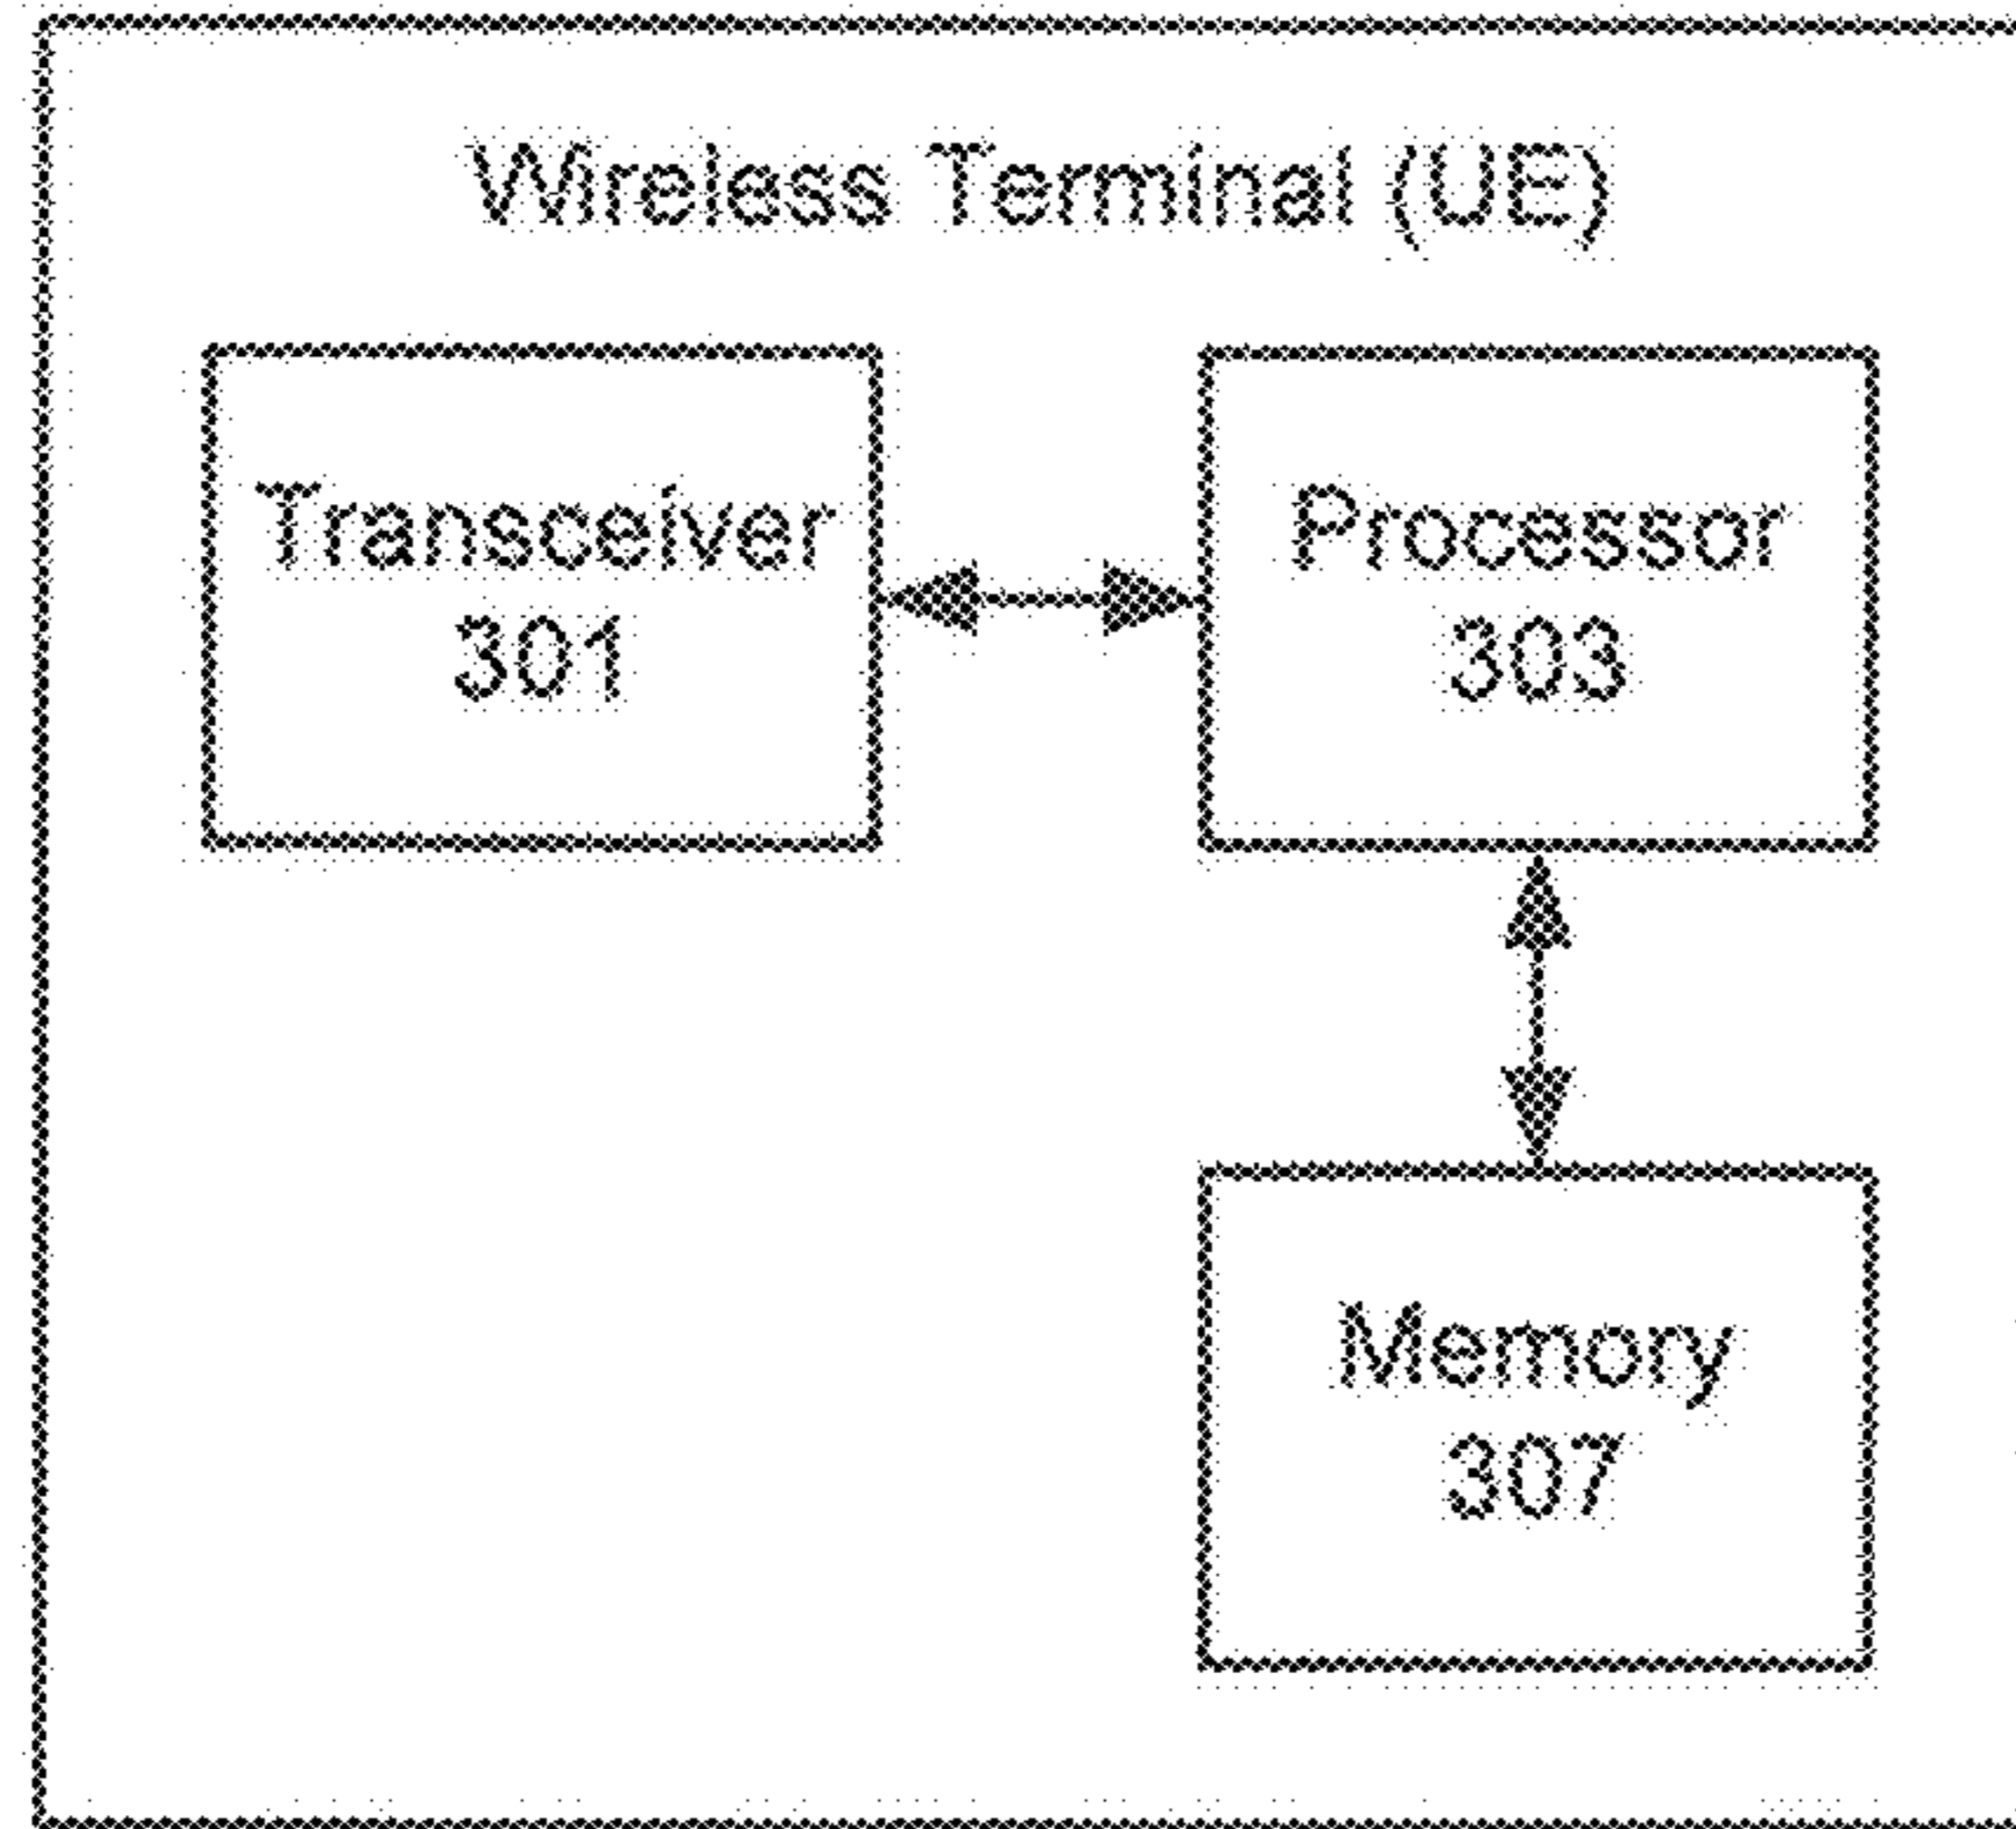 Wireless Terminal (UE)
Transceiver
301
Processor
303
Memory
307